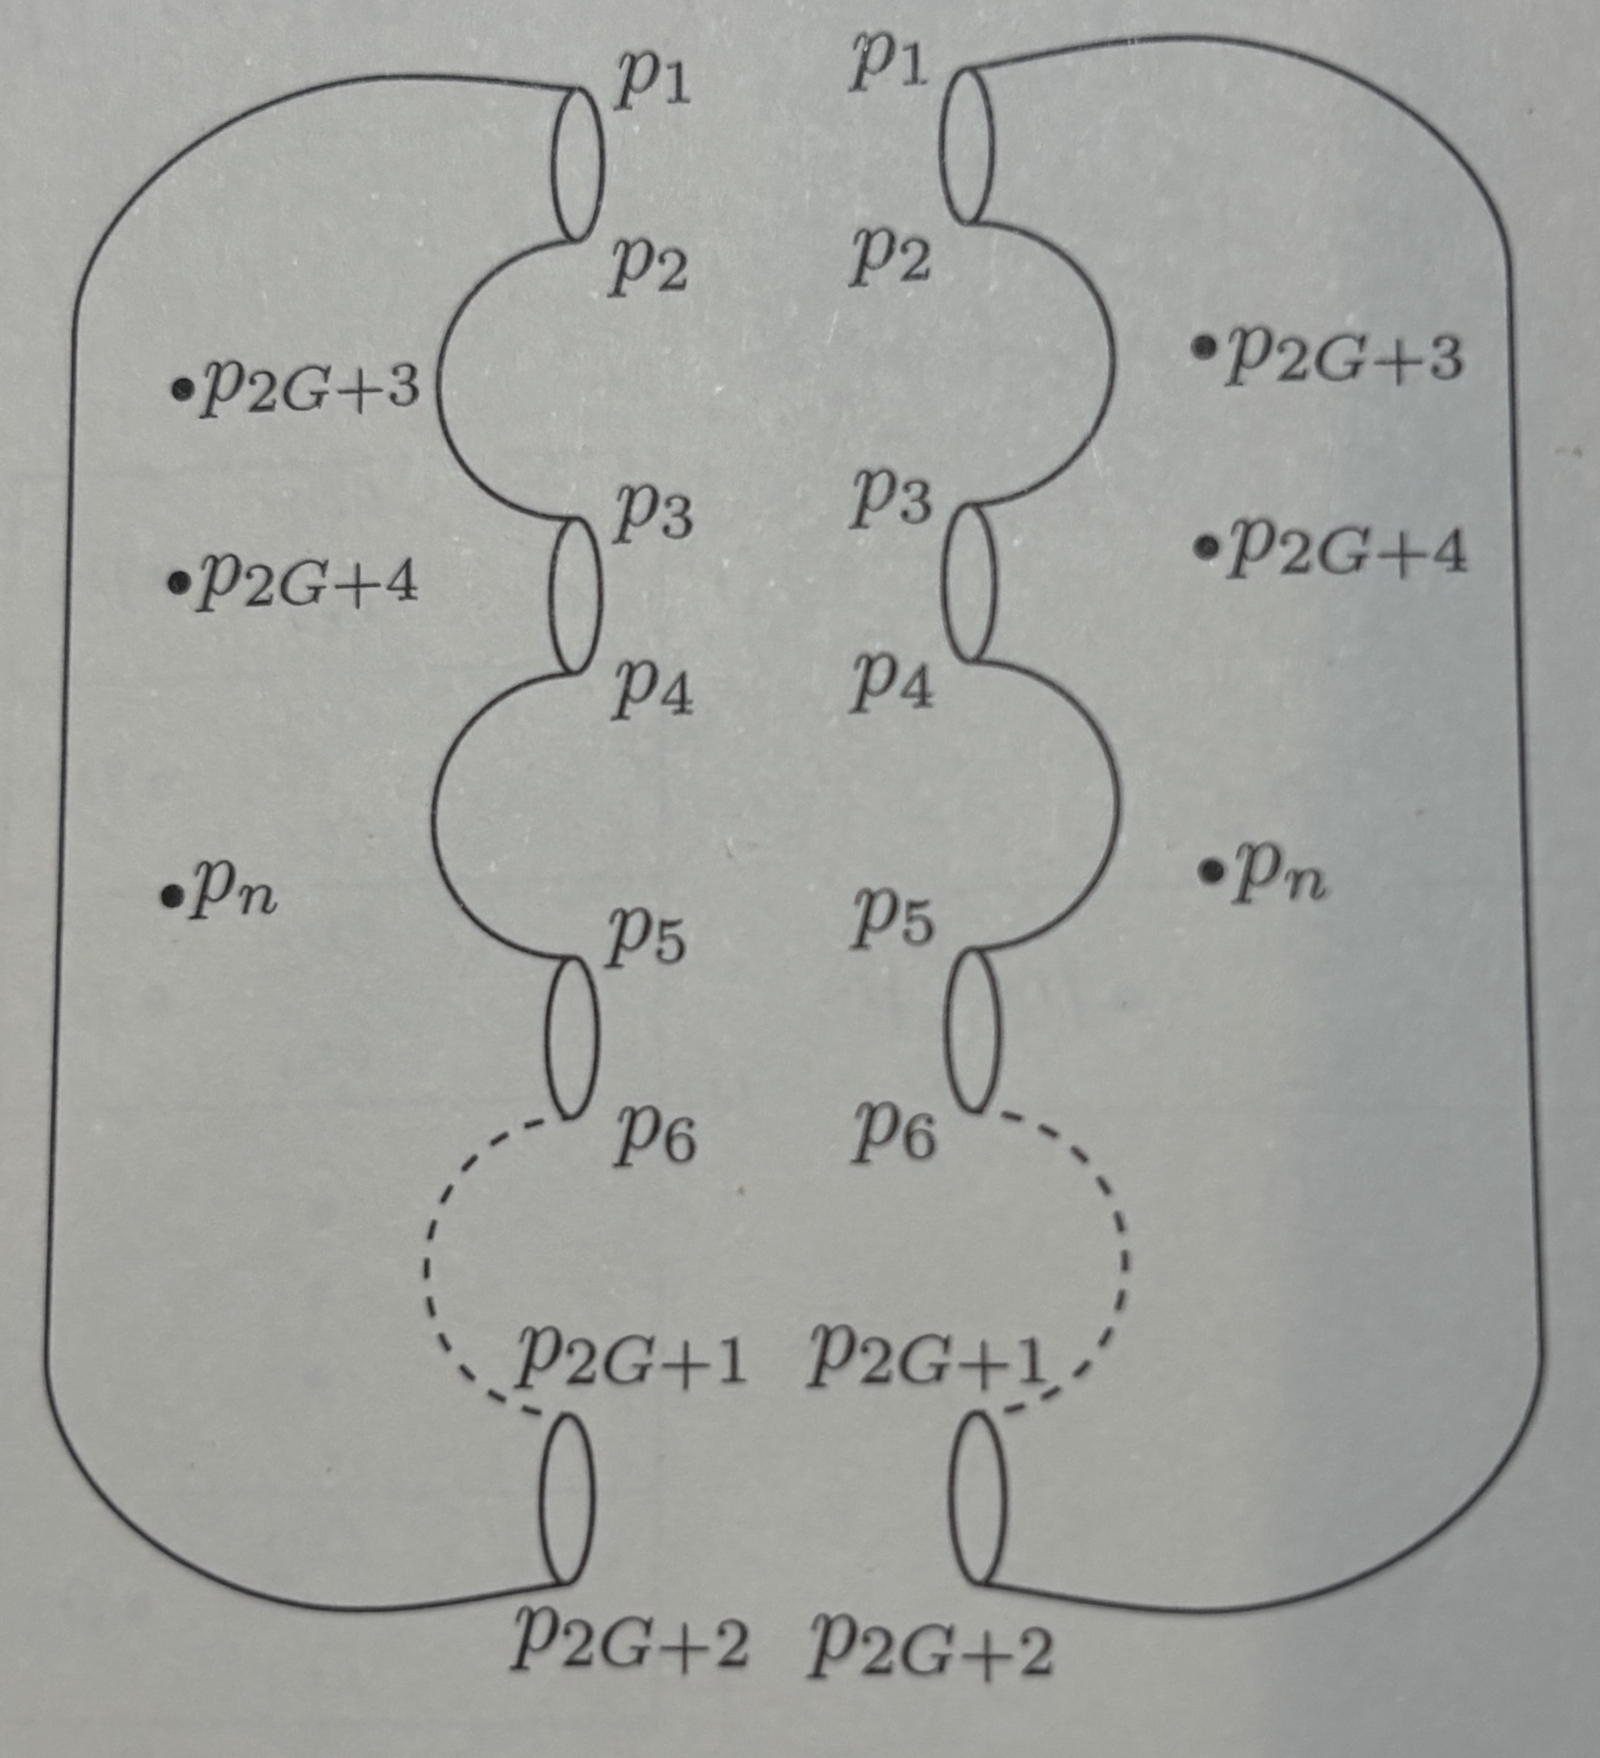 p1 p1
p2 p2
•p2G+3 •p2G+3
p3 p3
•p2G+4 •p2G+4
p4 p4
•pn •pn
p5 p5
p6 p6
p2G+1 p2G+1
p2G+2 p2G+2